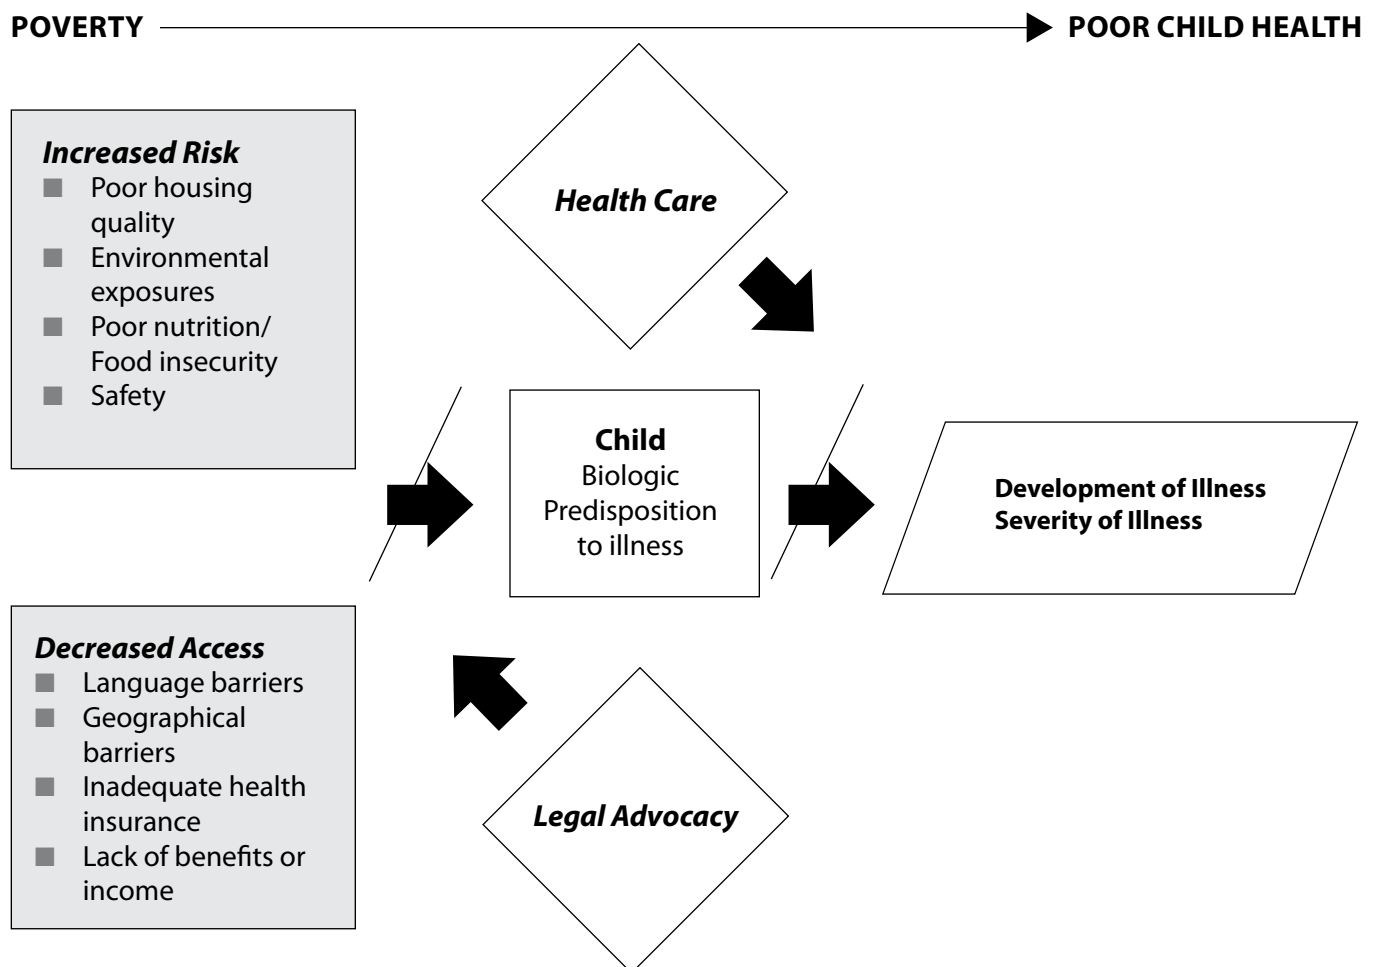 POVERTY
POOR CHILD HEALTH
Increased Risk
Poor housing
quality
Environmental
exposures
Poor nutrition/
Food insecurity
Safety
Health Care
Child
Biologic
Predisposition
to illness
Development of Illness
Severity of Illness
Decreased Access
Language barriers
Geographical
barriers
Inadequate health
insurance
Lack of benefits or
income
Legal Advocacy